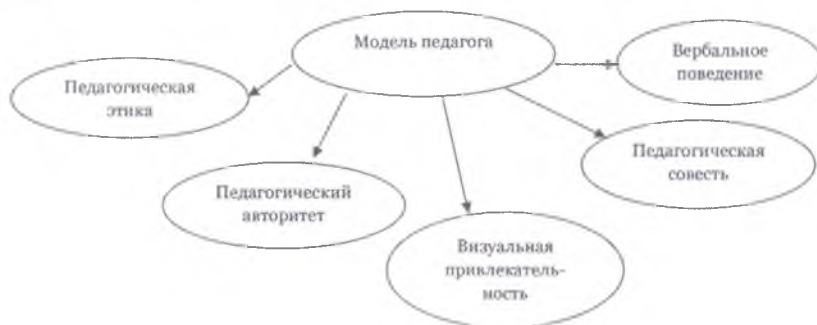 Модель педагога
Вербальное
поведение
Педагогическая
этика
Педагогическая
совесть
Педагогический
авторитет
Визуальная
привлекатель-
ность